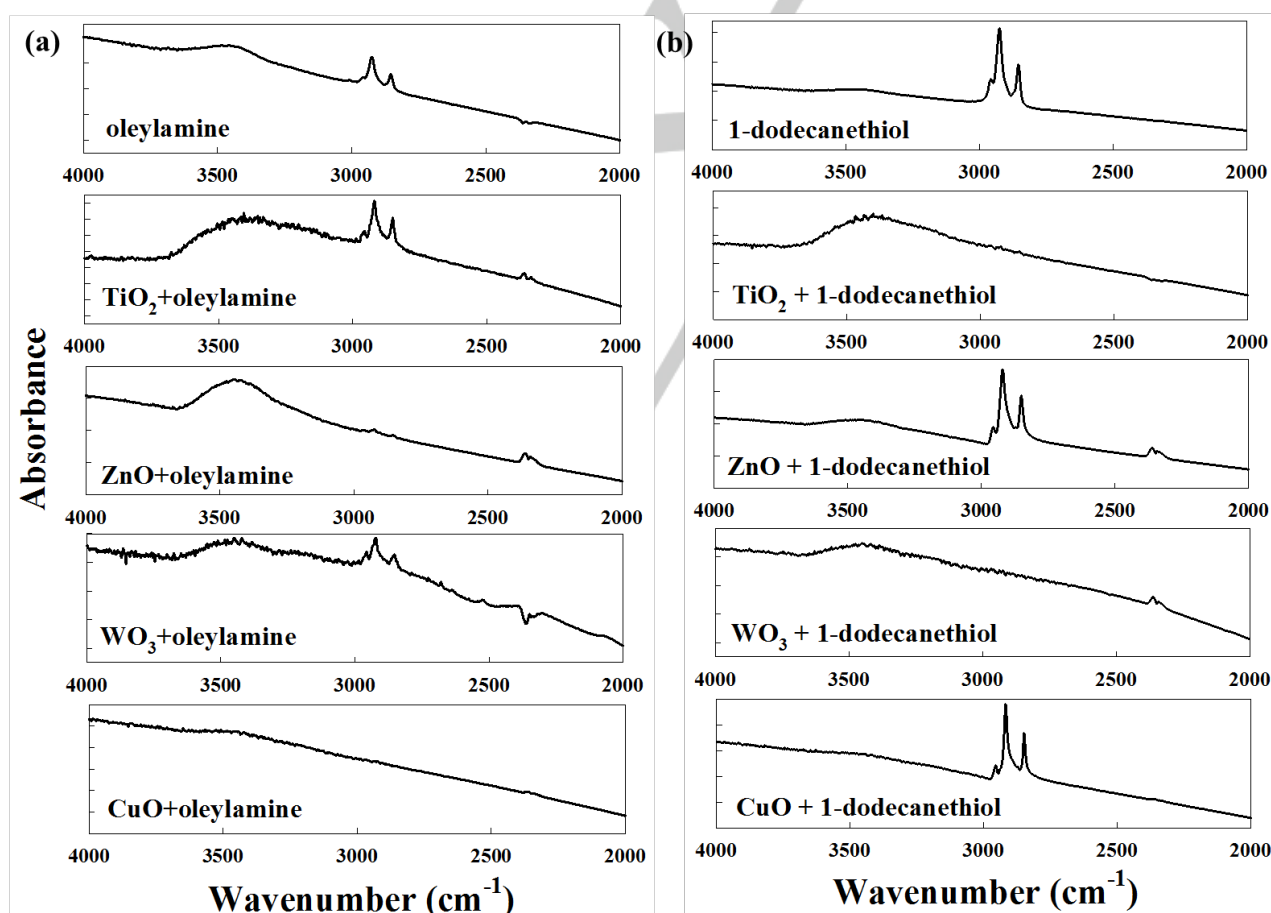 (a)
oleylamine
4000 3500 3000 2500 2000
TiO₂+oleylamine
4000 3500 3000 2500 2000
ZnO+oleylamine
4000 3500 3000 2500 2000
WO₃+oleylamine
4000 3500 3000 2500 2000
CuO+oleylamine
4000 3500 3000 2500 2000
Wavenumber (cm⁻¹)
Absorbance
(b)
1-dodecanethiol
4000 3500 3000 2500 2000
TiO₂ + 1-dodecanethiol
4000 3500 3000 2500 2000
ZnO + 1-dodecanethiol
4000 3500 3000 2500 2000
WO₃ + 1-dodecanethiol
4000 3500 3000 2500 2000
CuO + 1-dodecanethiol
4000 3500 3000 2500 2000
Wavenumber (cm⁻¹)